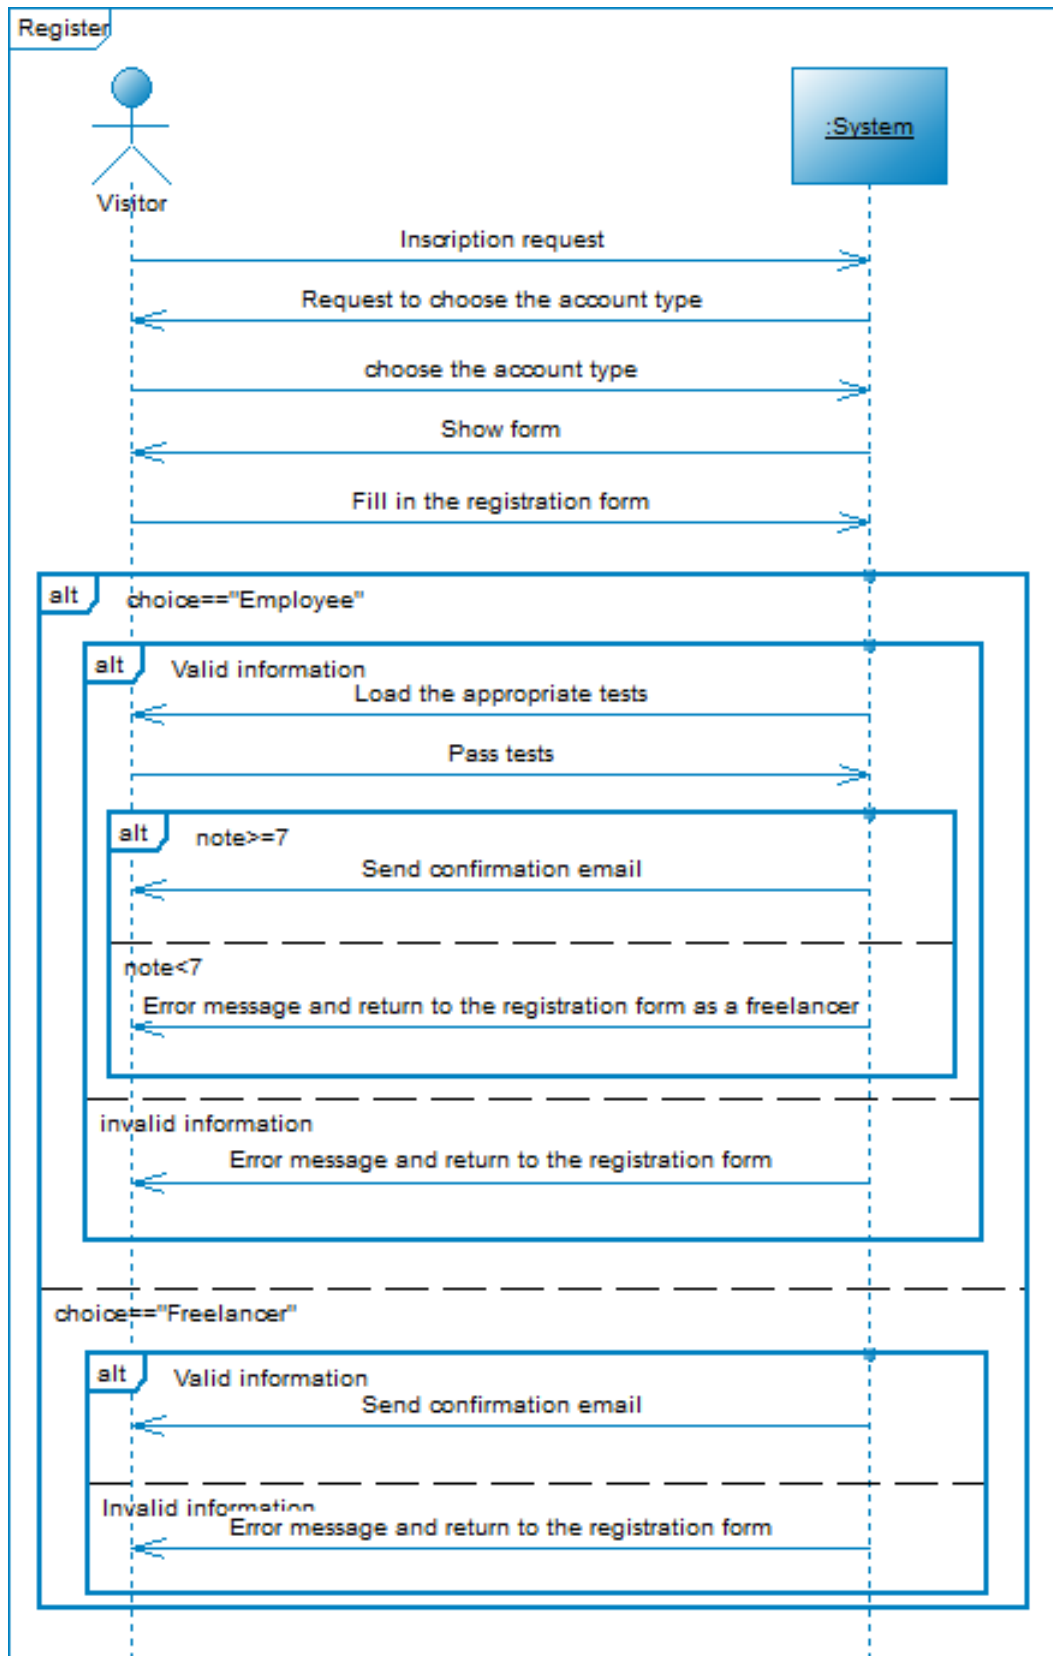 Register
:System
Visitor
Inscription request
Request to choose the account type
choose the account type
Show form
Fill in the registration form
alt
choice=="Employee"
alt
Valid information
Load the appropriate tests
Pass tests
alt
note>=7
Send confirmation email
note<7
Error message and return to the registration form as a freelancer
invalid information
Error message and return to the registration form
choice=="Freelancer"
alt
Valid information
Send confirmation email
Invalid information
Error message and return to the registration form